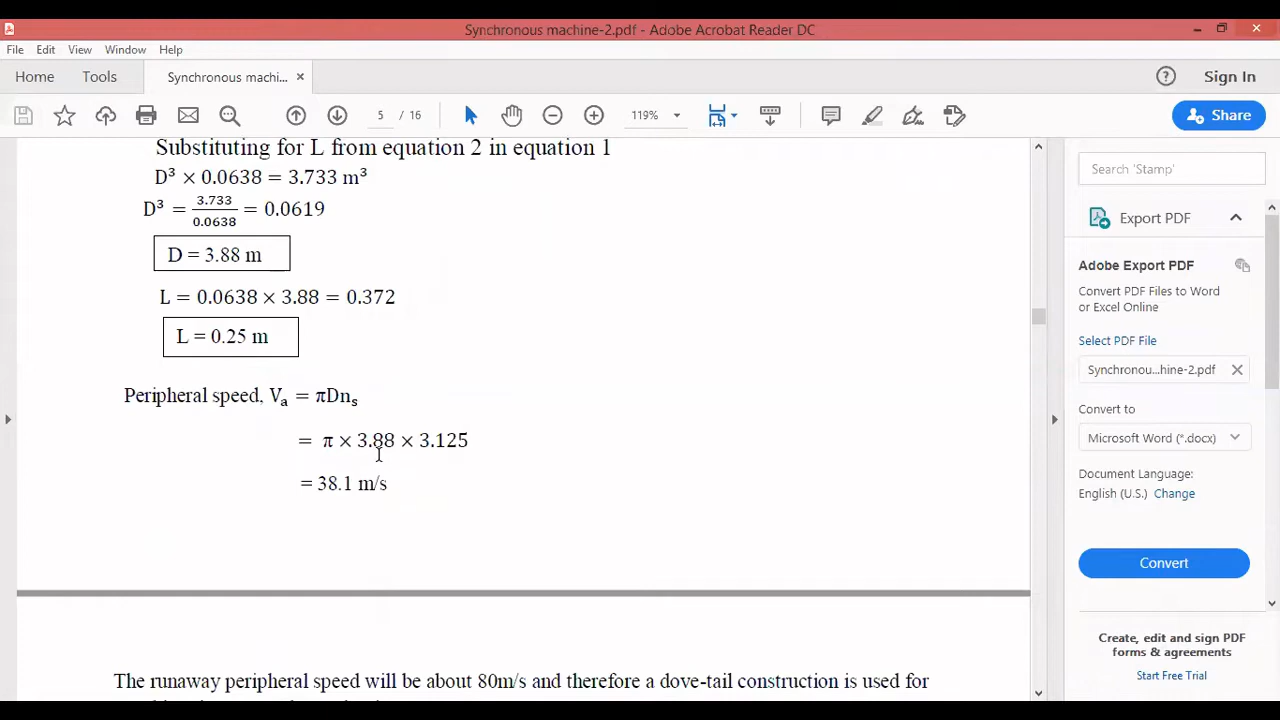 Synchronous machine-2.pdf - Adobe Acrobat Reader DC
File Edit View Window Help
Home Tools Synchronous machi... × Sign In
5 / 16 119% Share
Substituting for L from equation 2 in equation 1
D³ × 0.0638 = 3.733 m³
D³ = 3.733/0.0638 = 0.0619
D = 3.88 m
L = 0.0638 × 3.88 = 0.372
L = 0.25 m
Peripheral speed, Vₐ = πDnₛ
= π × 3.88 × 3.125
= 38.1 m/s
The runaway peripheral speed will be about 80m/s and therefore a dove-tail construction is used for
Search 'Stamp'
Export PDF
Adobe Export PDF
Convert PDF Files to Word
or Excel Online
Select PDF File
Synchronou...hine-2.pdf ×
Convert to
Microsoft Word (*.docx)
Document Language:
English (U.S.) Change
Convert
Create, edit and sign PDF
forms & agreements
Start Free Trial